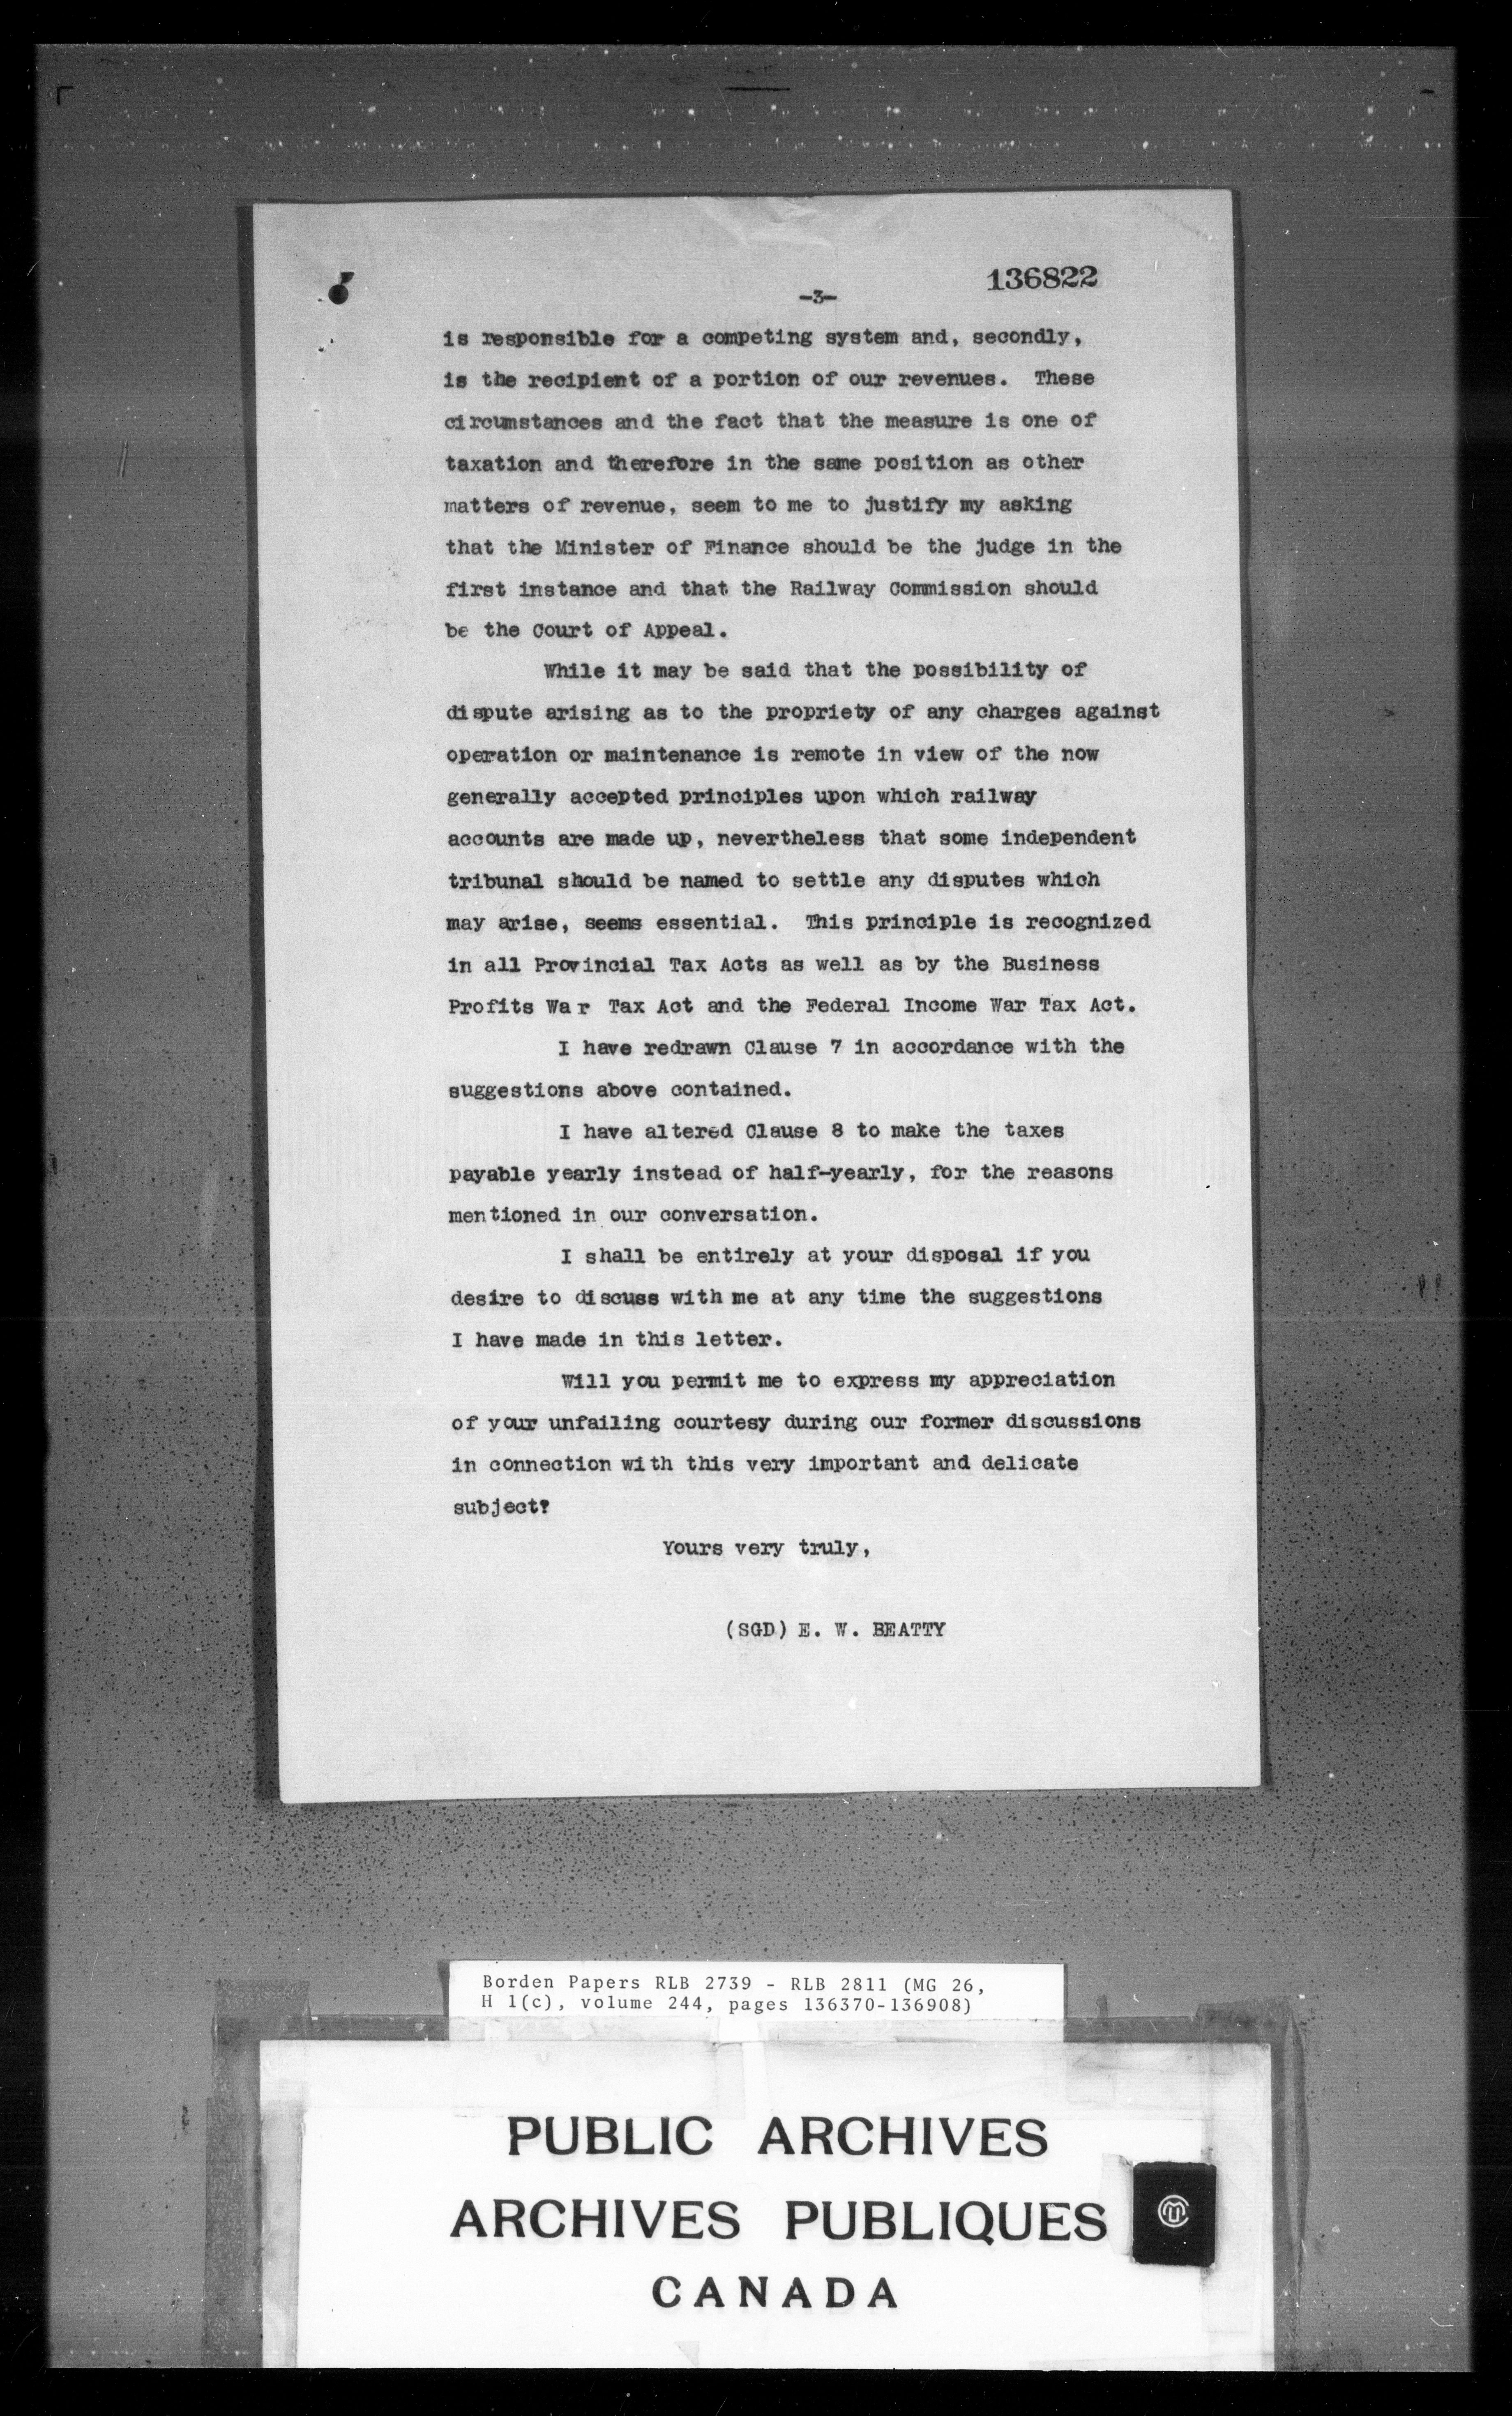 136822
-3-
is responsible for a competing system and, secondly,
is the recipient of a portion of our revenues. These
circumstances and the fact that the measure is one of
taxation and therefore in the same position as other
matters of revenue, seem to me to justify my asking
that the Minister of Finance should be the judge in the
first instance and that the Railway Commission should
be the Court of Appeal.
While it may be said that the possibility of
dispute arising as to the propriety of any charges against
operation or maintenance is remote in view of the now
generally accepted principles upon which railway
accounts are made up, nevertheless that some independent
tribunal should be named to settle any disputes which
may arise, seems essential. This principle is recognized
in all Provincial Tax Acts as well as by the Business
Profits War Tax Act and the Federal Income War Tax Act.
I have redrawn Clause 7 in accordance with the
suggestions above contained.
I have altered Clause 8 to make the taxes
payable yearly instead of half-yearly, for the reasons
mentioned in our conversation.
I shall be entirely at your disposal if you
desire to discuss with me at any time the suggestions
I have made in this letter.
Will you permit me to express my appreciation
of your unfailing courtesy during our former discussions
in connection with this very important and delicate
subject?
Yours very truly,
(SGD) E. W. BEATTY
Borden Papers RLB 2739 - RLB 2811 (MG 26,
H 1(c), volume 244, pages 136370-136908)
PUBLIC ARCHIVES
ARCHIVES PUBLIQUES
CANADA